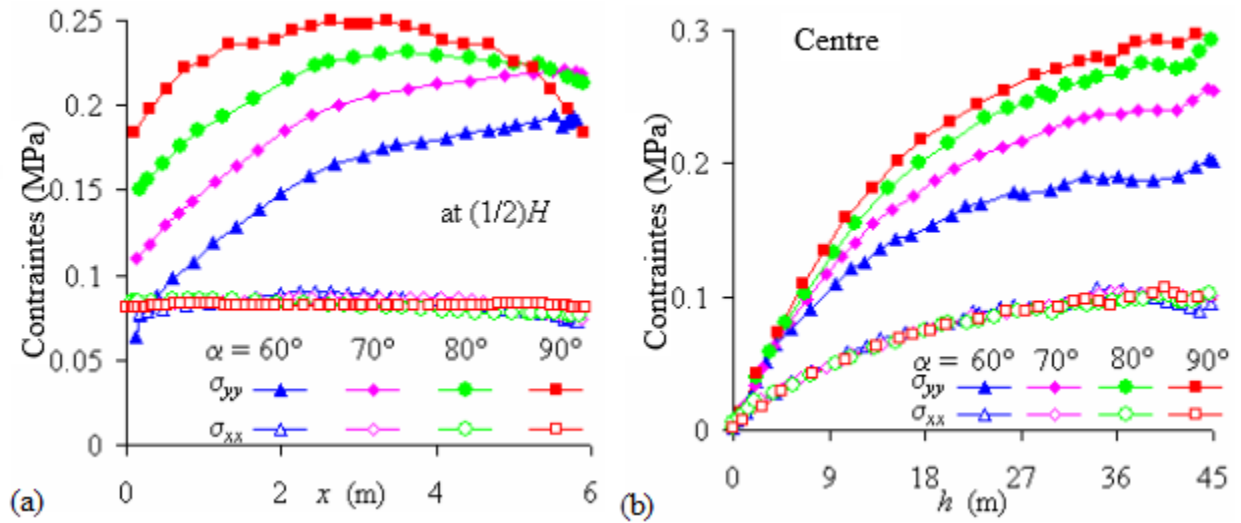 0.25
0.2
0.15
0.1
0.05
0
Contraintes (MPa)
at (1/2)H
α = 60° 70° 80° 90°
σyy
σxx
0 2 4 6
x (m)
(a)
0.3
0.2
0.1
0
Contraintes (MPa)
Centre
α = 60° 70° 80° 90°
σyy
σxx
0 9 18 27 36 45
h (m)
(b)